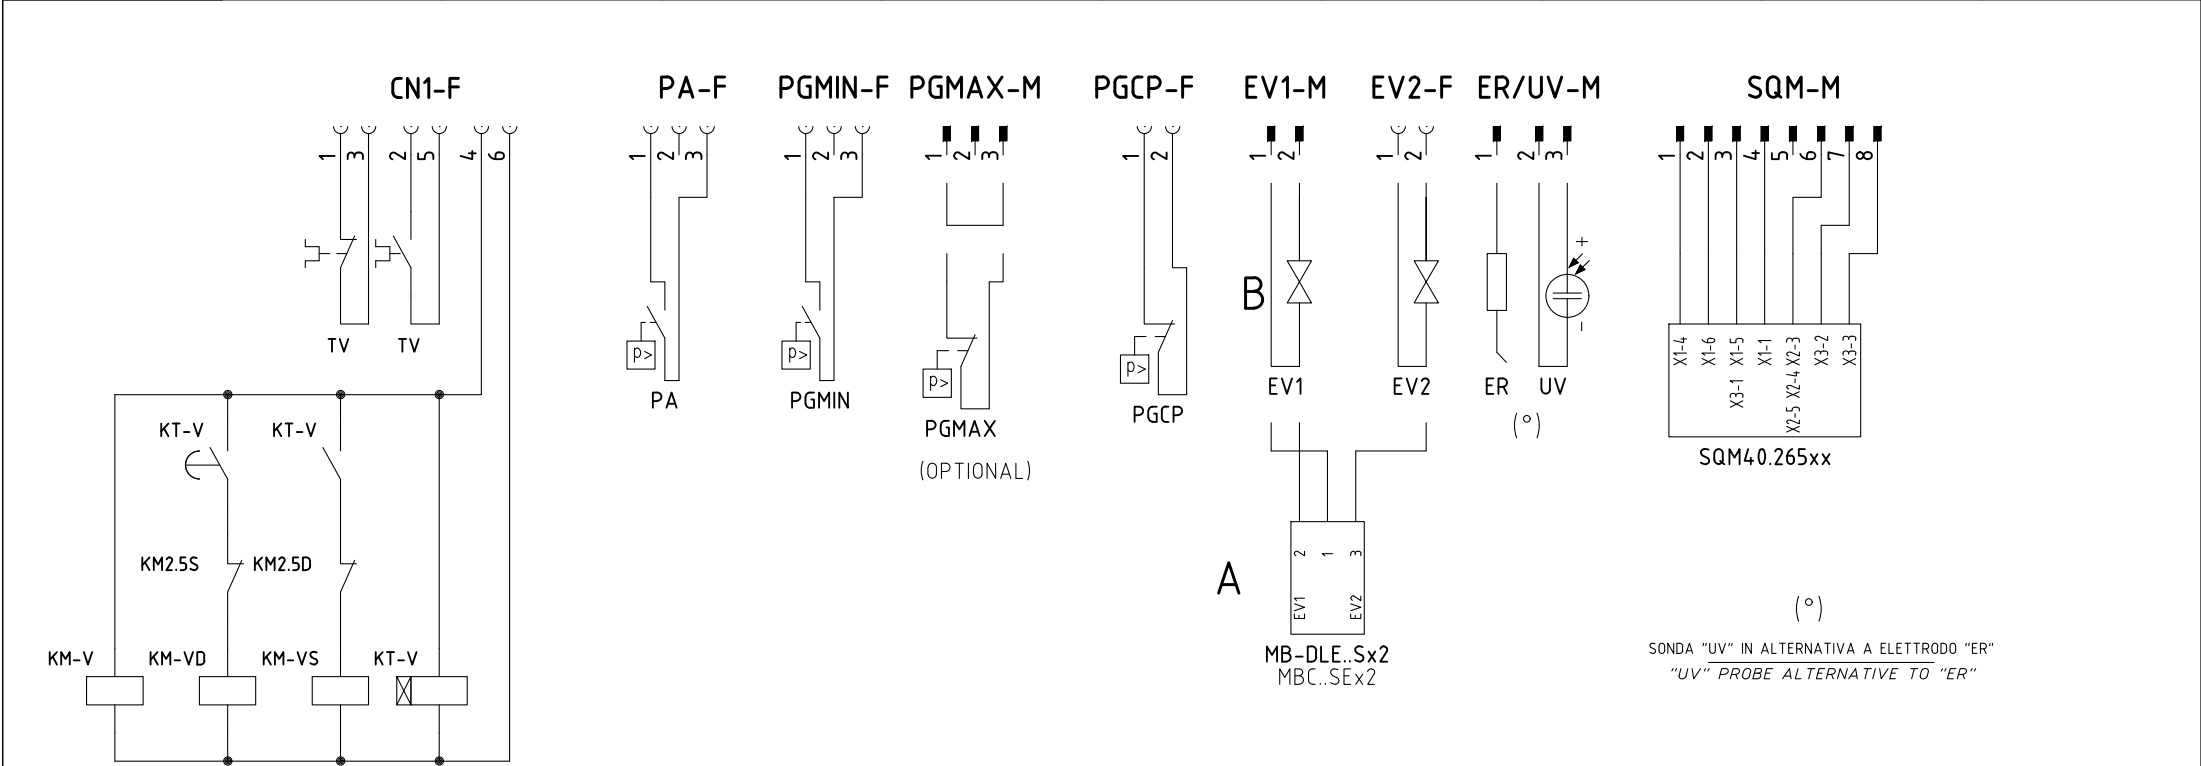 CN1-F PA-F PGMIN-F PGMAX-M PGCP-F EV1-M EV2-F ER/UV-M SQM-M
1 3 2 5 4 6 1 2 3 1 2 3 1 2 3 1 2 1 2 1 2 1 2 3 1 2 3 4 5 6 7 8
+
B
-
TV TV
p> p> p> p>
X1-4 X1-6 X1-5 X1-1 X2-3 X3-2 X3-3
X3-1 X2-5 X2-4
EV1 EV2 ER UV
PA PGMIN PGCP
(°)
KT-V KT-V PGMAX
(OPTIONAL)
SQM40.265xx
KM2.5S KM2.5D
2 1 3
A
EV1 EV2
(°)
MB-DLE..Sx2
MBC..SEx2
SONDA "UV" IN ALTERNATIVA A ELETTRODO "ER"
"UV" PROBE ALTERNATIVE TO "ER"
KM-V KM-VD KM-VS KT-V